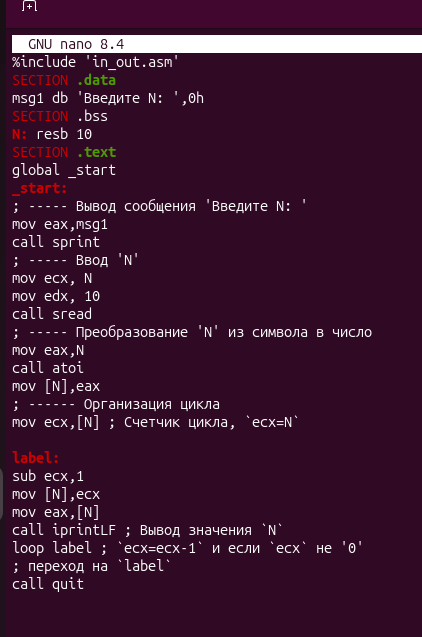 GNU nano 8.4
%include 'in_out.asm'
SECTION .data
msg1 db 'Введите N: ',0h
SECTION .bss
N: resb 10
SECTION .text
global _start
_start:
; ----- Вывод сообщения 'Введите N: '
mov eax,msg1
call sprint
; ----- Ввод 'N'
mov ecx, N
mov edx, 10
call sread
; ----- Преобразование 'N' из символа в число
mov eax,N
call atoi
mov [N],eax
; ------ Организация цикла
mov ecx,[N] ; Счетчик цикла, `ecx=N`
label:
sub ecx,1
mov [N],ecx
mov eax,[N]
call iprintLF ; Вывод значения `N`
loop label ; `ecx=ecx-1` и если `ecx` не '0'
; переход на `label`
call quit